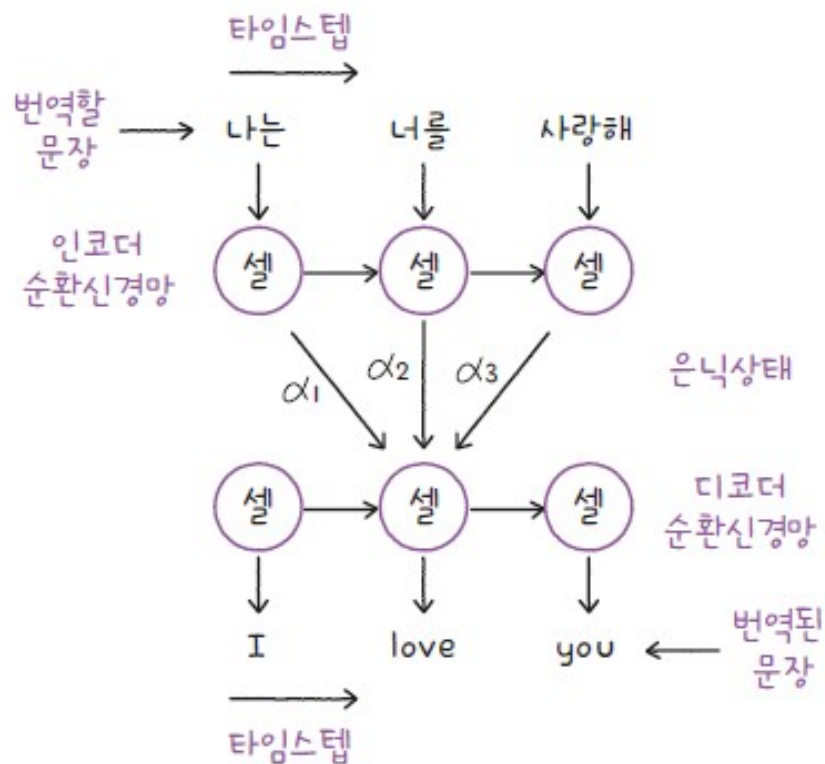 타임스텝
번역할
문장
나는 너를 사랑해
인코더
순환신경망
셀 셀 셀
α1 α2 α3
은닉상태
셀 셀 셀
디코더
순환신경망
I love you
번역된
문장
타임스텝